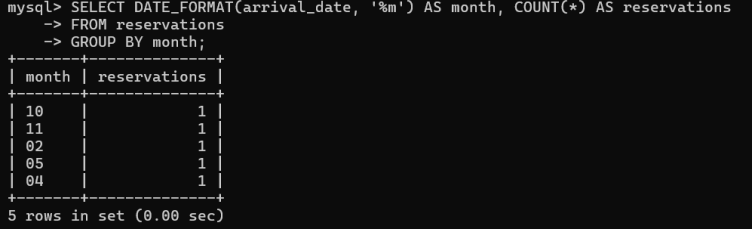 mysql> SELECT DATE_FORMAT(arrival_date, '%m') AS month, COUNT(*) AS reservations
    -> FROM reservations
    -> GROUP BY month;
+-------+--------------+
| month | reservations |
+-------+--------------+
| 10    |            1 |
| 11    |            1 |
| 02    |            1 |
| 05    |            1 |
| 04    |            1 |
+-------+--------------+
5 rows in set (0.00 sec)